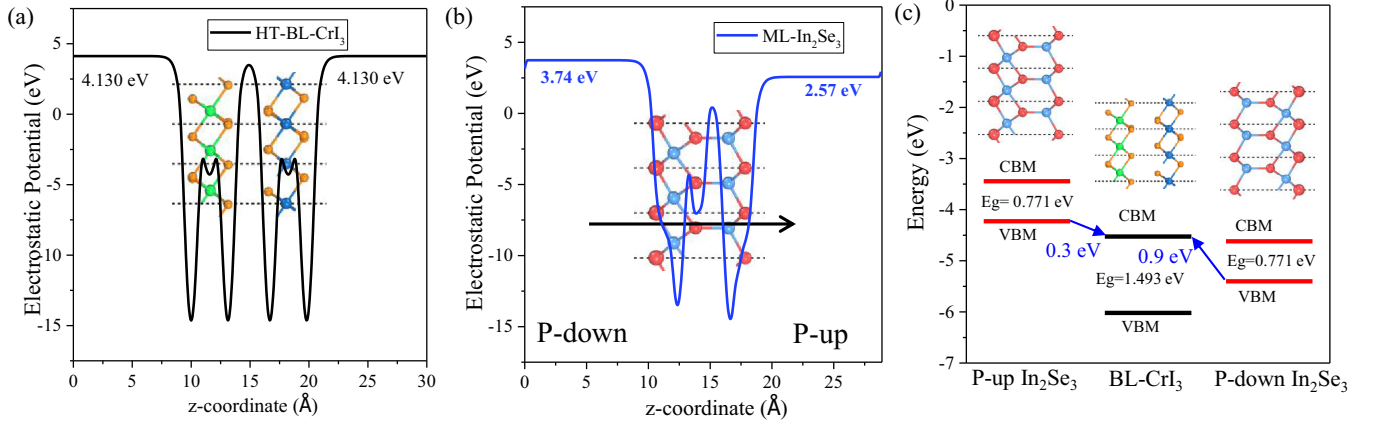 (a)
HT-BL-CrI₃
4.130 eV
4.130 eV
Electrostatic Potential (eV)
5
0
-5
-10
-15
0
5
10
15
20
25
30
z-coordinate (Å)
(b)
ML-In₂Se₃
3.74 eV
2.57 eV
Electrostatic Potential (eV)
5
0
-5
-10
-15
P-down
P-up
0
5
10
15
20
25
z-coordinate (Å)
(c)
Energy (eV)
0
-1
-2
-3
-4
-5
-6
-7
CBM
Eg= 0.771 eV
VBM
0.3 eV
CBM
0.9 eV
Eg=1.493 eV
VBM
CBM
Eg=0.771 eV
VBM
P-up In₂Se₃
BL-CrI₃
P-down In₂Se₃